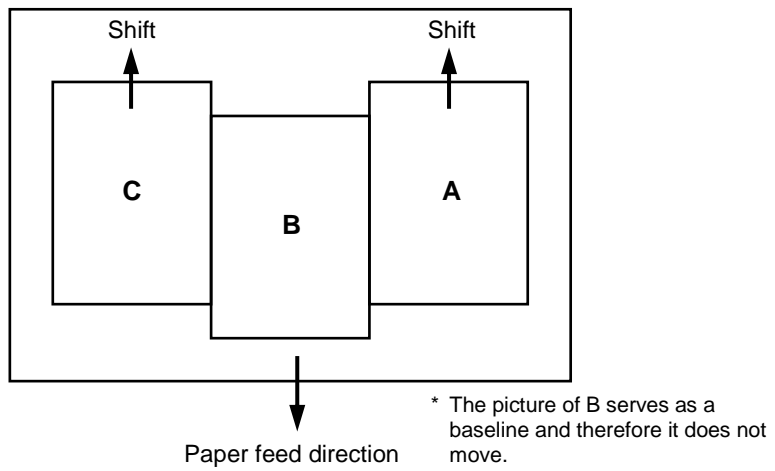 Shift
Shift
C
B
A
Paper feed direction
* The picture of B serves as a
baseline and therefore it does not
move.